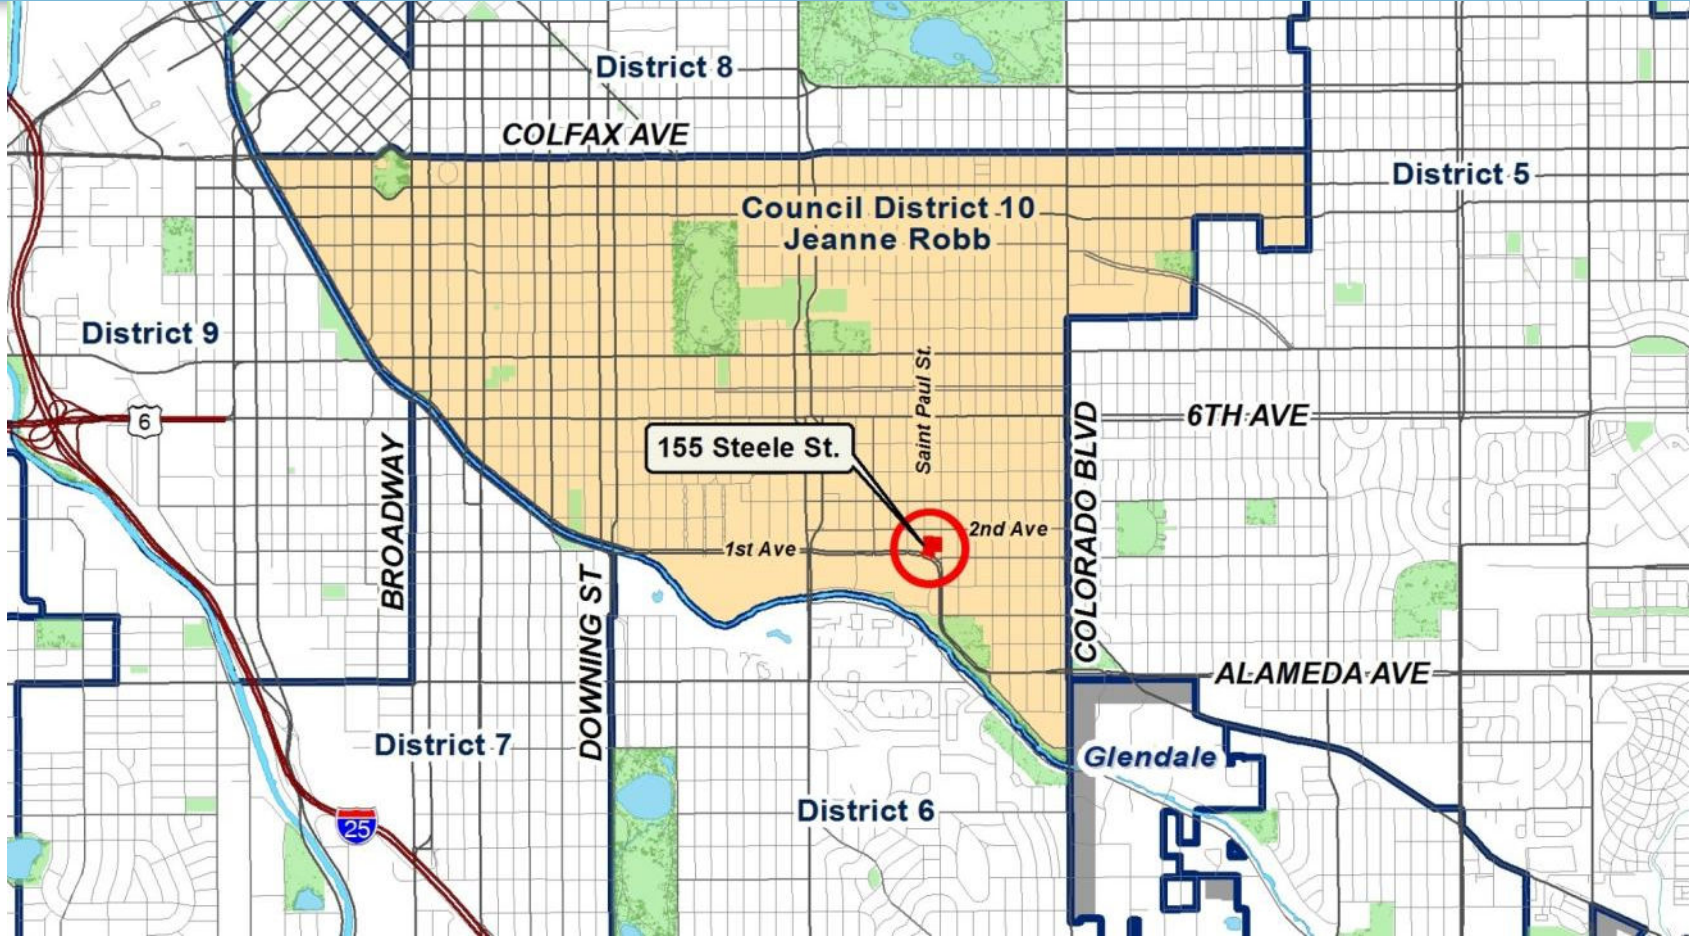 District 8
COLFAX AVE
District 5
Council District 10
Jeanne Robb
District 9
Saint Paul St.
6
6TH AVE
155 Steele St.
BROADWAY
COLORADO BLVD
2nd Ave
1st Ave
DOWNING ST
ALAMEDA AVE
District 7
Glendale
District 6
25